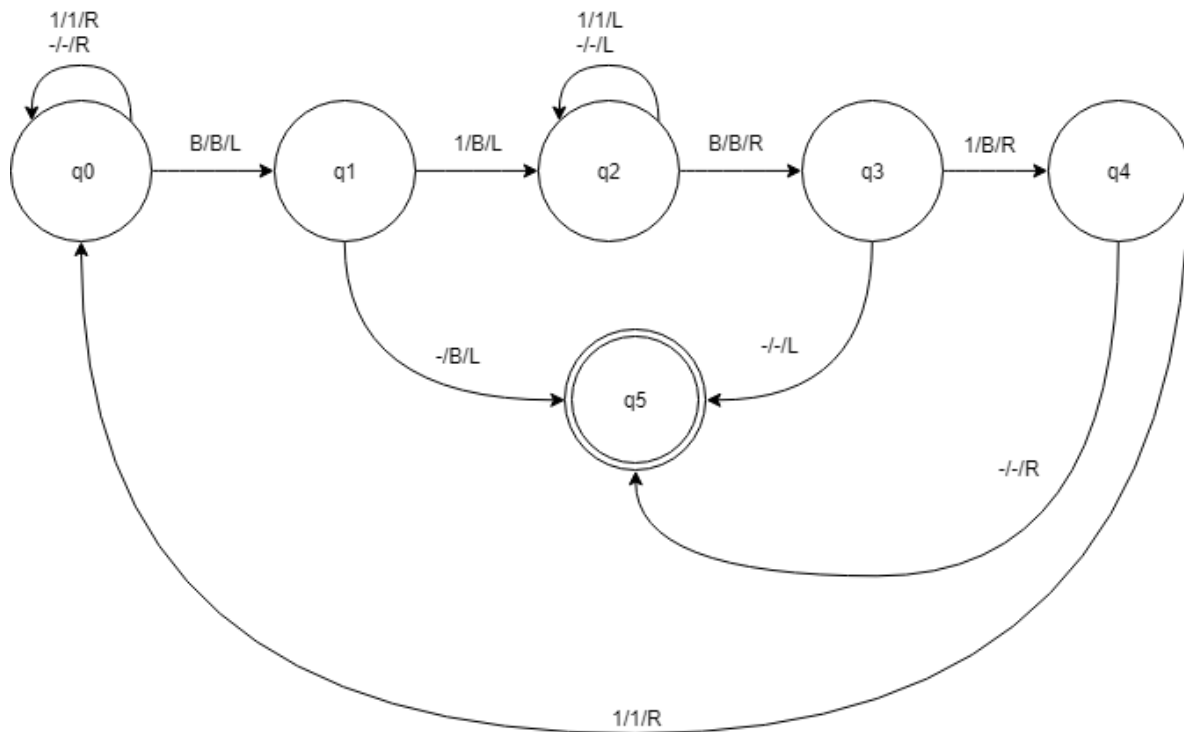 1/1/R
-/-/R
1/1/L
-/-/L
q0
B/B/L
q1
1/B/L
q2
B/B/R
q3
1/B/R
q4
-/B/L
-/-/L
q5
-/-/R
1/1/R